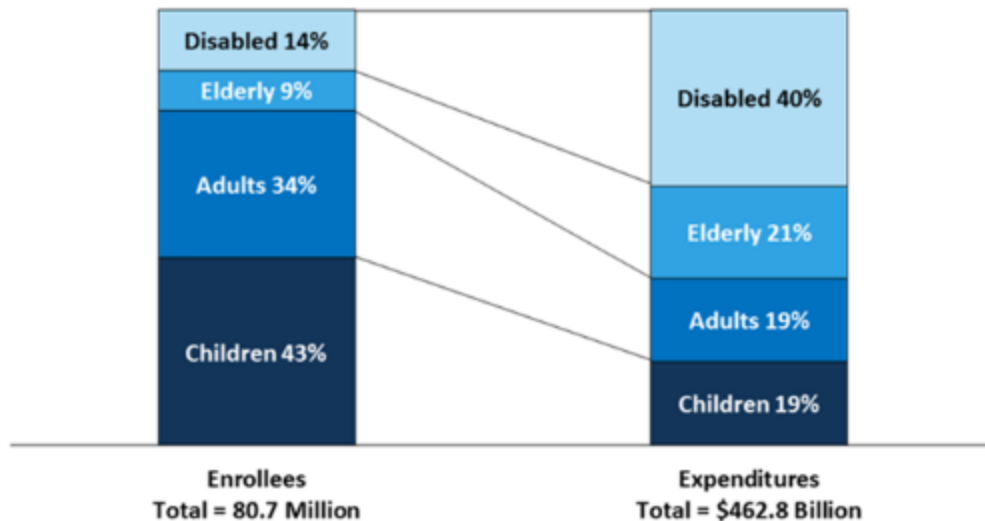 Disabled 14%
Elderly 9%
Adults 34%
Children 43%
Disabled 40%
Elderly 21%
Adults 19%
Children 19%
Enrollees
Total = 80.7 Million
Expenditures
Total = $462.8 Billion